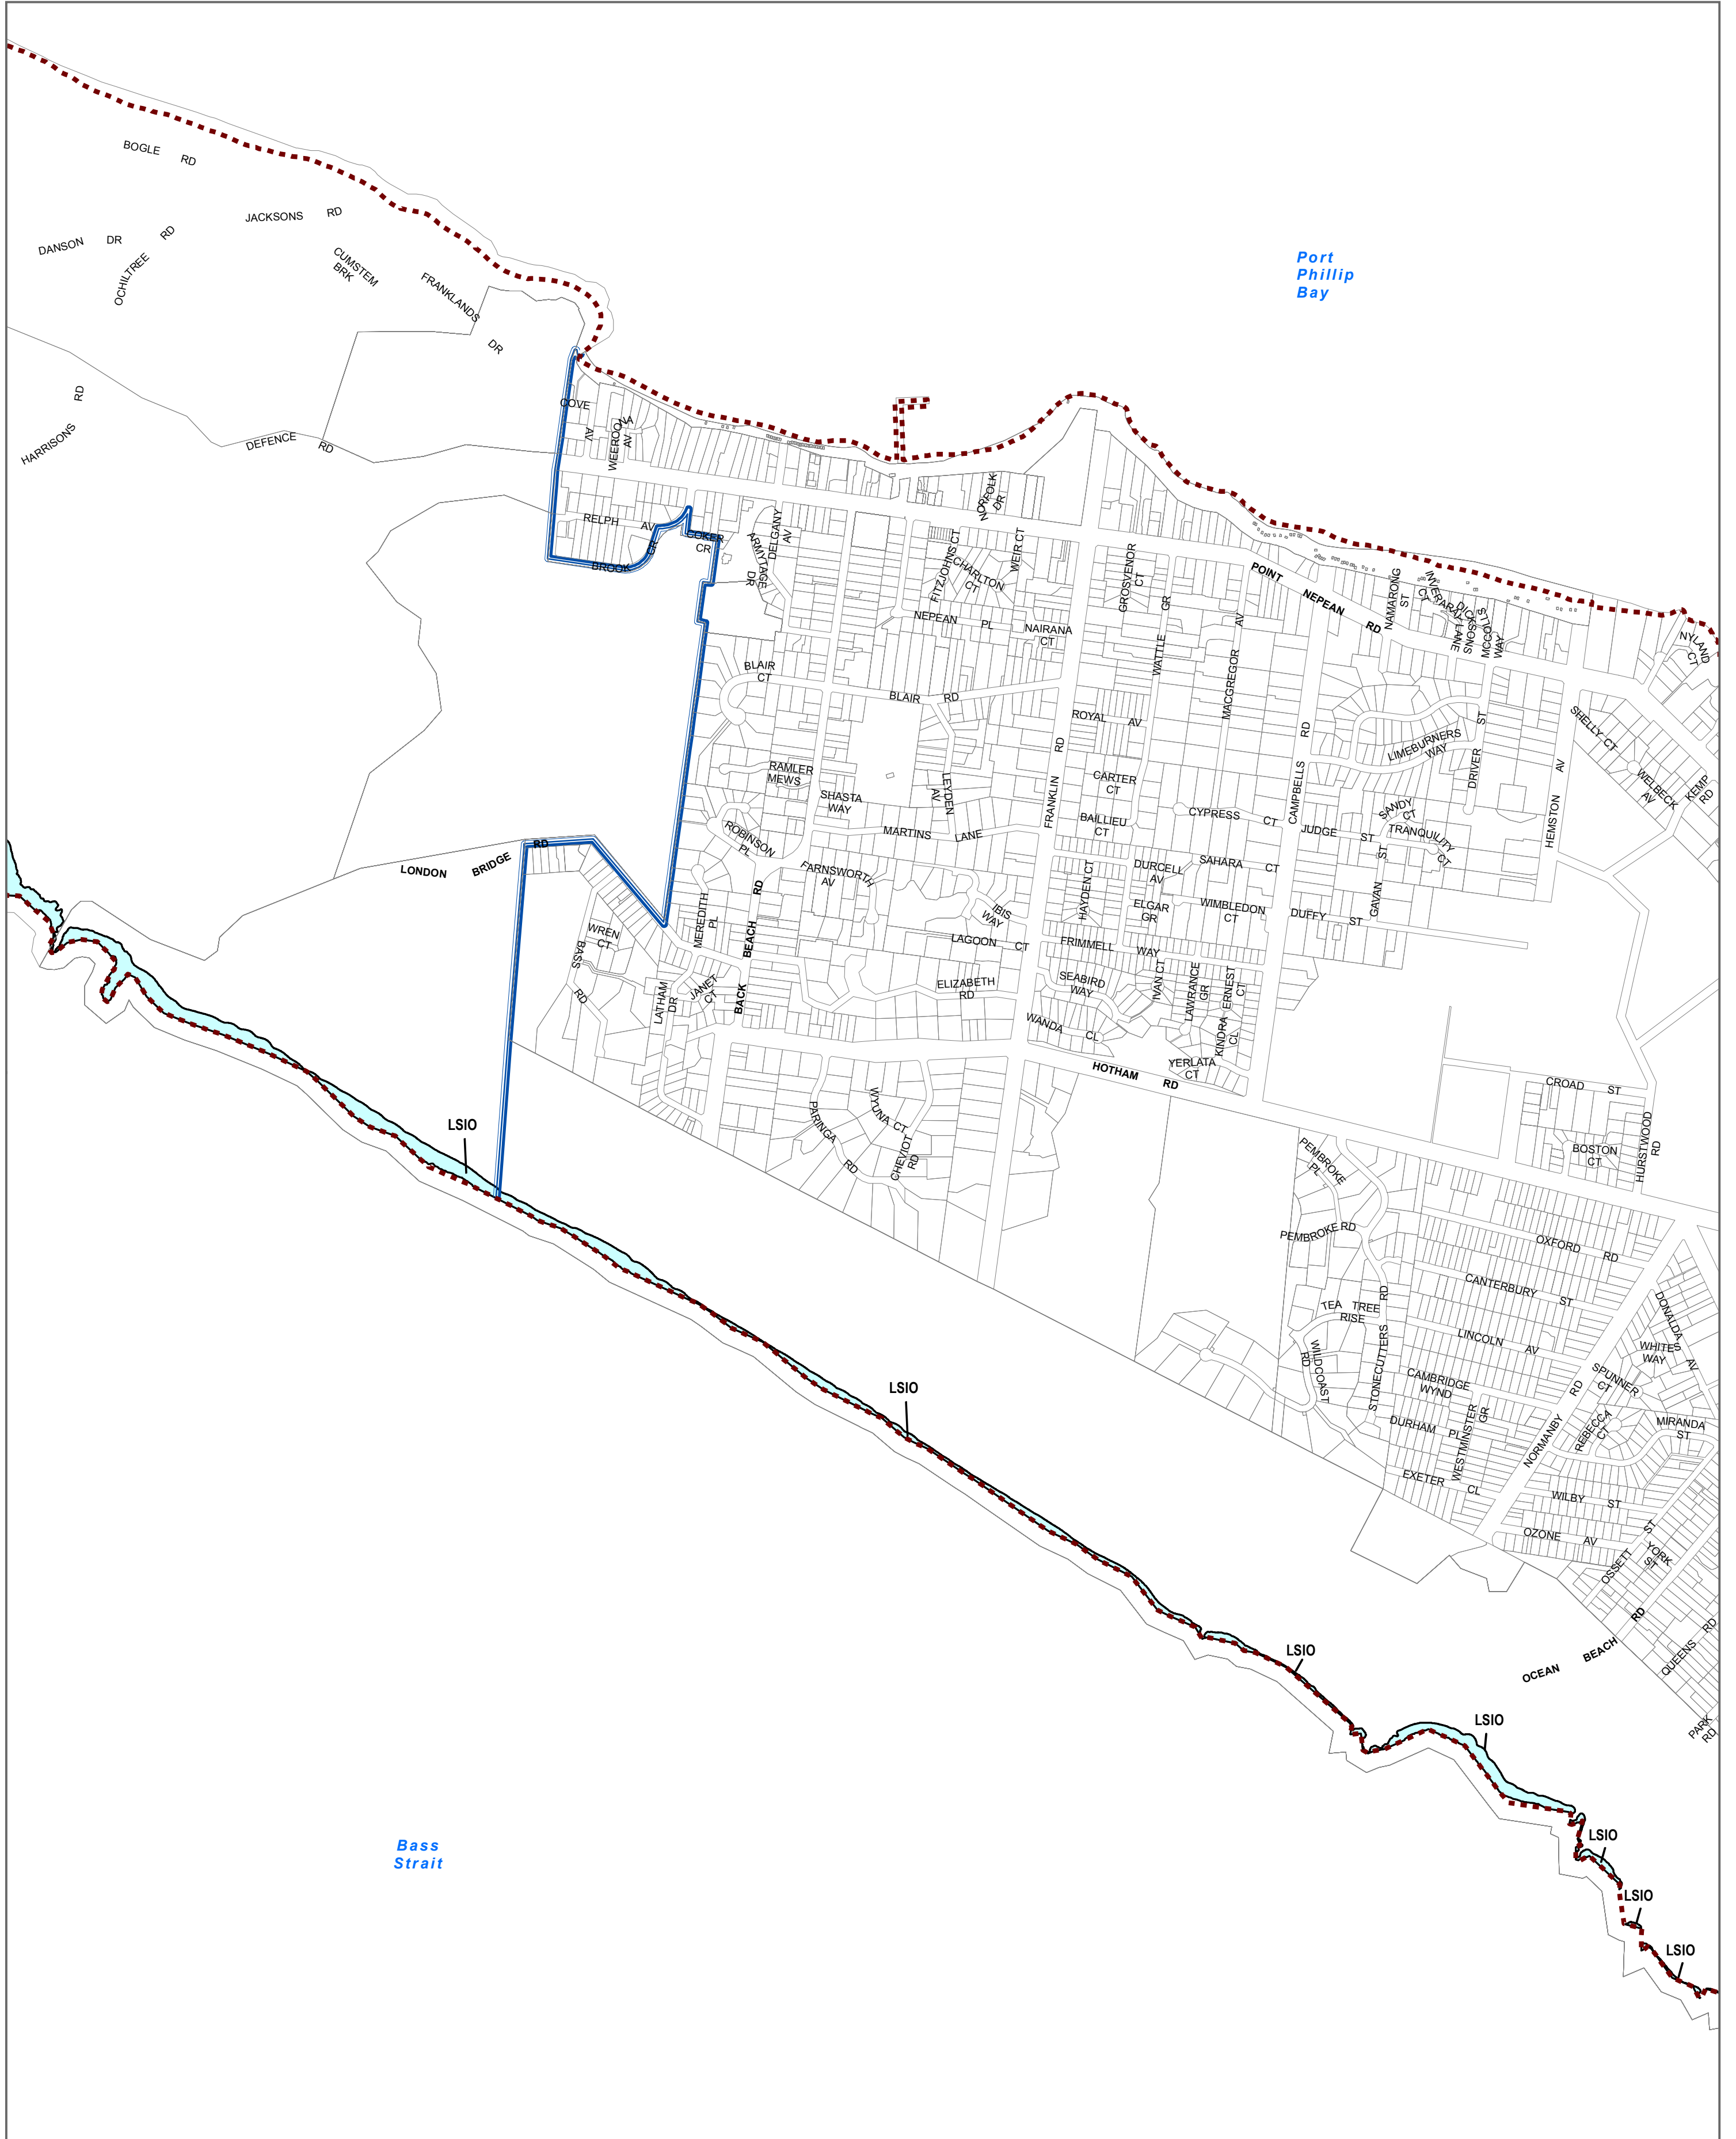 BOGLE RD
JACKSONS RD
DANSON DR
OCHILTREE RD
CUMSTEM
BRK
FRANKLANDS DR
Port
Phillip
Bay
HARRISONS RD
DEFENCE RD
COVE AV
WEEROONA
AV
RELPH AV
COKER
CR
BROOK CR
ARMYTAGE
DR
DELGANY
AV
NORFOLK
DR
FITZJOHNS CT
CHARLTON
CT
WEIR CT
NEPEAN PL
NAIRANA
CT
GROSVENOR
CT
WATTLE GR
MACGREGOR AV
POINT NEPEAN RD
NAMARONG
ST
INVERARAY LANE
CT
DICKSONS
MCCOLLS
WAY
NYLAND
CT
BLAIR
CT
BLAIR RD
ROYAL AV
FRANKLIN RD
CAMPBELLS RD
LIMEBURNERS
WAY
DRIVER ST
SHELLY CT
WELBECK
AV
KEMP
RD
HEMSTON AV
RAMLER
MEWS
SHASTA
WAY
LEYDEN
AV
CARTER
CT
BAILLIEU
CT
CYPRESS CT
SANDY
CT
JUDGE ST
TRANQUILITY
CT
ROBINSON
PL
MARTINS LANE
LONDON BRIDGE RD
FARNSWORTH
AV
DURCELL
AV
SAHARA CT
GAVAN ST
HAYDEN CT
ELGAR
GR
WIMBLEDON
CT
DUFFY ST
IBIS
WAY
MEREDITH
PL
BACK BEACH RD
WREN
CT
BASS RD
LAGOON CT
FRIMMELL WAY
LATHAM
DR
JANET
CT
ELIZABETH
RD
SEABIRD
WAY
IVAN CT
LAWRANCE
GR
ERNEST
CT
KINDRA
CL
WANDA CL
YERLATA
CT
HOTHAM RD
CROAD ST
HURSTWOOD
RD
BOSTON
CT
PARINGA RD
WYUNA CT
CHEVIOT
RD
LSIO
PEMBROKE
PL
PEMBROKE RD
OXFORD RD
CANTERBURY ST
TEA TREE
RISE
WILDCOAST
RD
STONECUTTERS RD
LINCOLN AV
DONALDA AV
WHITES
WAY
SPUNNER
CT
CAMBRIDGE
WYND
DURHAM PL
WESTMINSTER
GR
NORMANBY RD
REBECCA
CT
MIRANDA
ST
LSIO
EXETER CL
WILBY ST
OZONE AV
OSSETT ST
YORK
ST
OCEAN BEACH RD
QUEENS RD
PARK
RD
LSIO
LSIO
Bass
Strait
LSIO
LSIO
LSIO